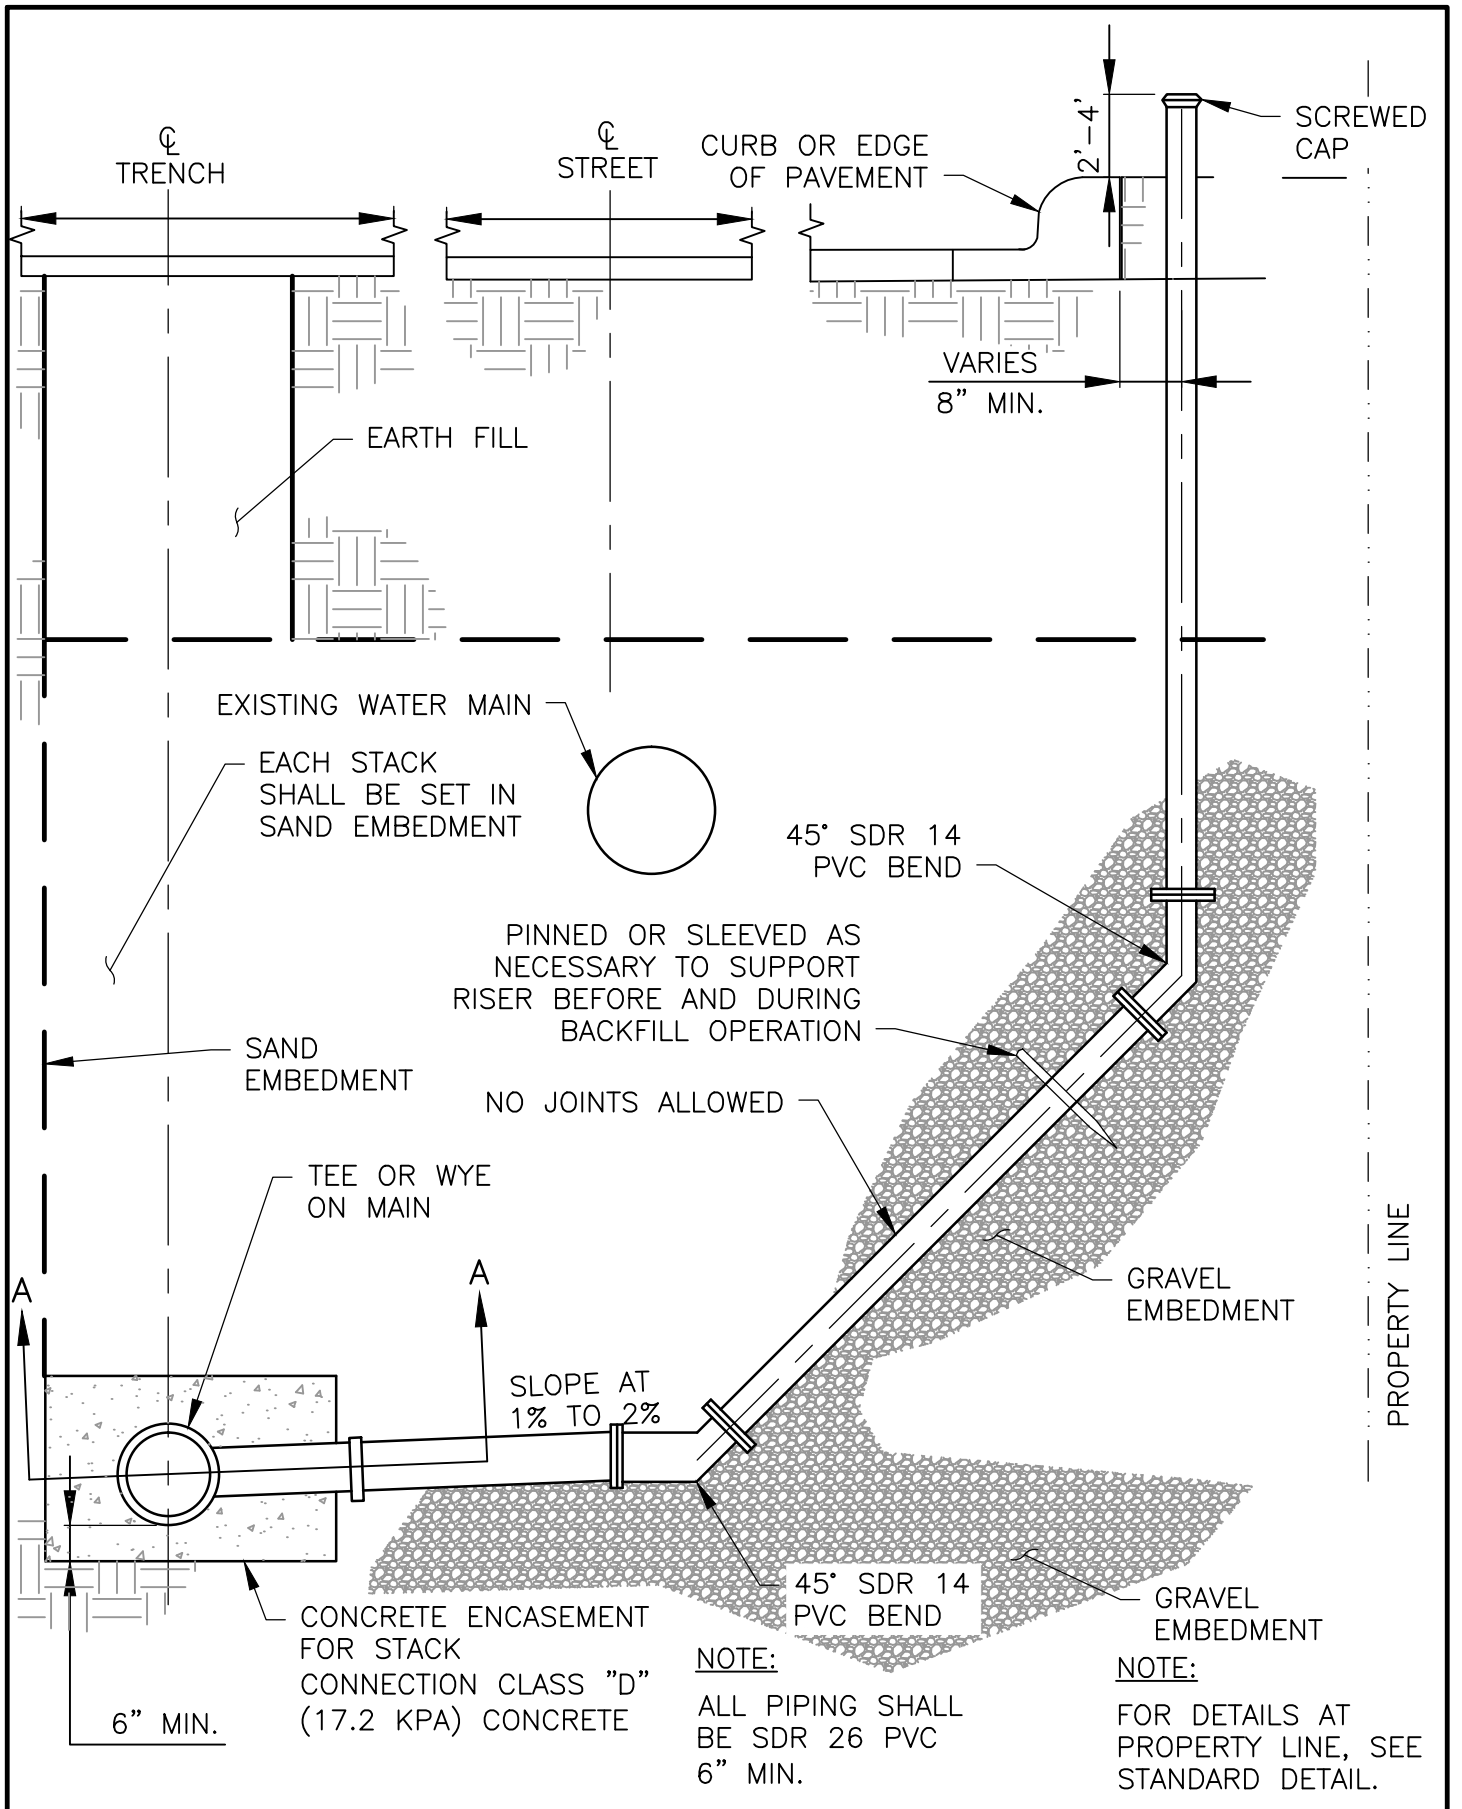 ℄
TRENCH
℄
STREET
CURB OR EDGE
OF PAVEMENT
2'-4'
SCREWED
CAP
VARIES
8” MIN.
EARTH FILL
EXISTING WATER MAIN
EACH STACK
SHALL BE SET IN
SAND EMBEDMENT
45° SDR 14
PVC BEND
PINNED OR SLEEVED AS
NECESSARY TO SUPPORT
RISER BEFORE AND DURING
BACKFILL OPERATION
SAND
EMBEDMENT
NO JOINTS ALLOWED
TEE OR WYE
ON MAIN
A
A
GRAVEL
EMBEDMENT
PROPERTY LINE
SLOPE AT
1% TO 2%
45° SDR 14
PVC BEND
GRAVEL
EMBEDMENT
CONCRETE ENCASEMENT
FOR STACK
CONNECTION CLASS ”D”
(17.2 KPA) CONCRETE
6” MIN.
NOTE:
ALL PIPING SHALL
BE SDR 26 PVC
6” MIN.
NOTE:
FOR DETAILS AT
PROPERTY LINE, SEE
STANDARD DETAIL.